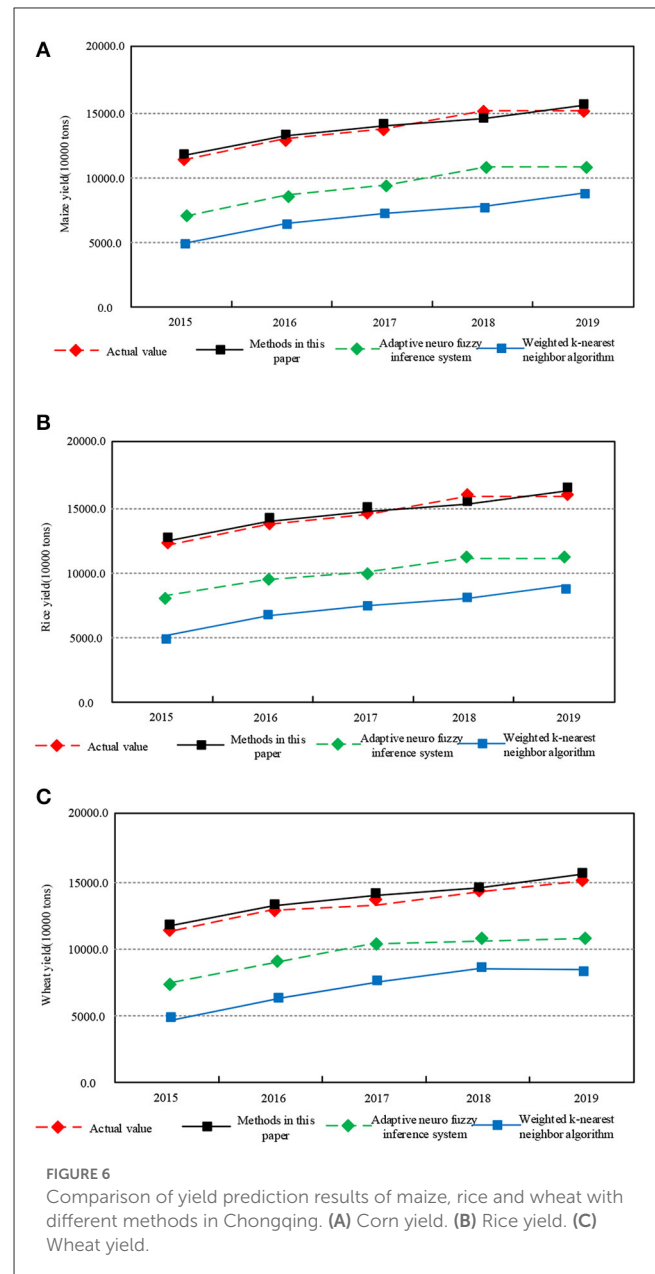 A
20000.0
15000.0
10000.0
5000.0
0.0
Maize yield(10000 tons)
2015 2016 2017 2018 2019
Actual value
Methods in this
paper
Adaptive neuro fuzzy
inference system
Weighted k-nearest
neighbor algorithm
B
20000.0
15000.0
10000.0
5000.0
0.0
Rice yield(10000 tons)
2015 2016 2017 2018 2019
Actual value
Methods in this
paper
Adaptive neuro fuzzy
inference system
Weighted k-nearest
neighbor algorithm
C
20000.0
15000.0
10000.0
5000.0
0.0
Wheat yield(10000 tons)
2015 2016 2017 2018 2019
Actual value
Methods in this
paper
Adaptive neuro fuzzy
inference system
Weighted k-nearest
neighbor algorithm
FIGURE 6
Comparison of yield prediction results of maize, rice and wheat with
different methods in Chongqing. (A) Corn yield. (B) Rice yield. (C)
Wheat yield.